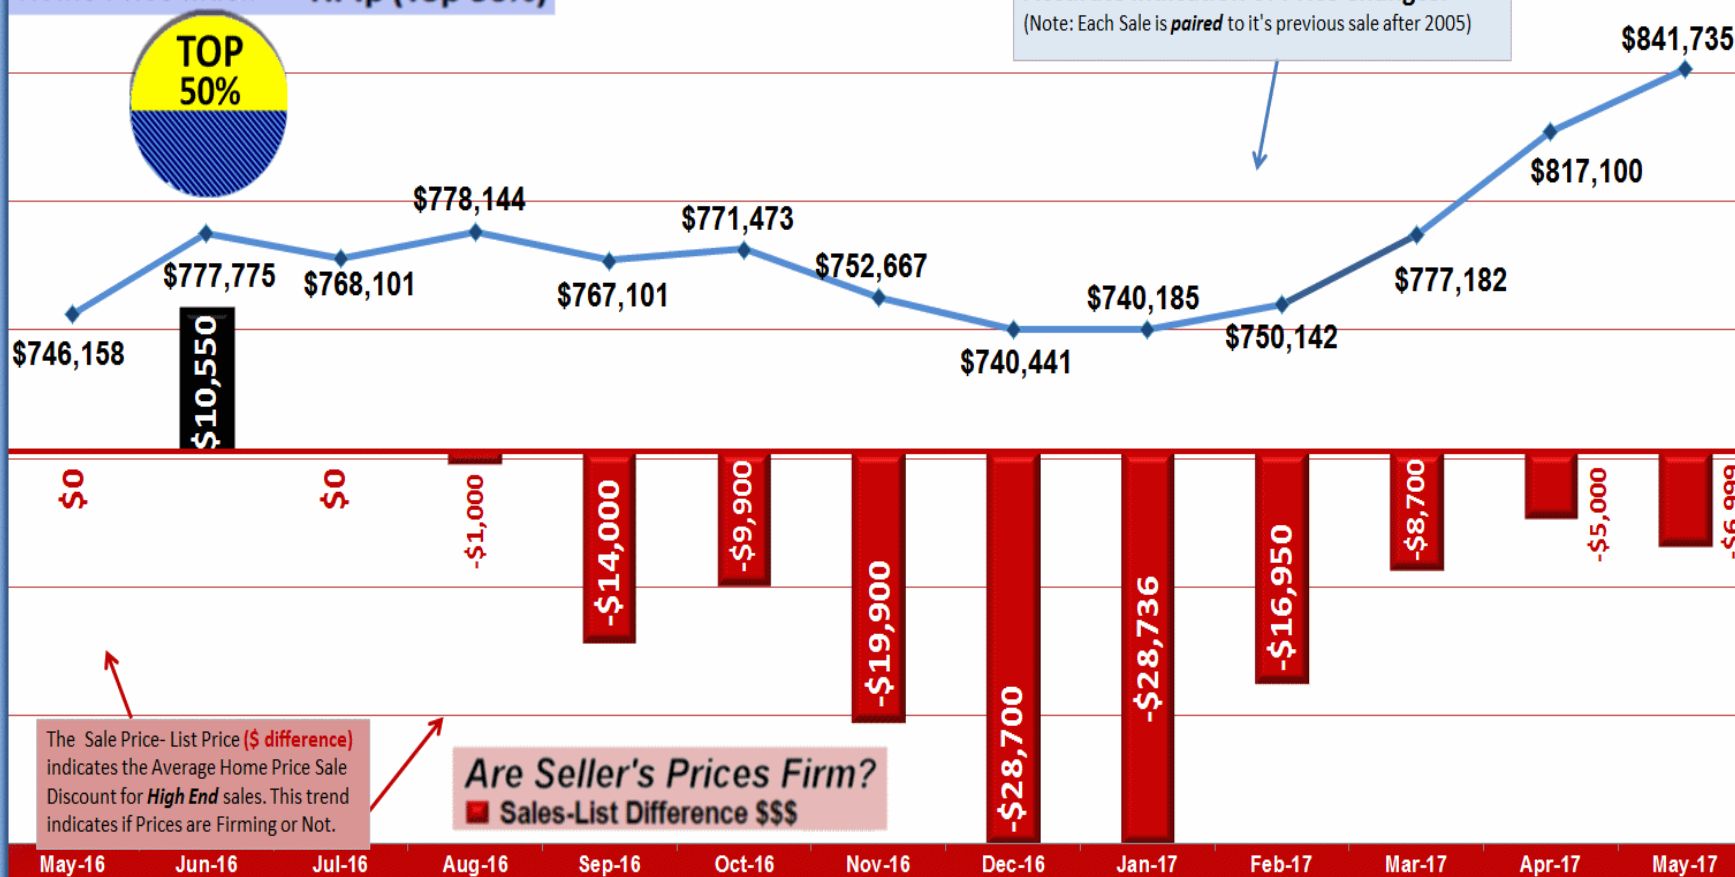 (Note: Each Sale is paired to it's previous sale after 2005)
TOP
50%
$841,735
$817,100
$778,144
$771,473
$777,775
$768,101
$767,101
$752,667
$740,185
$777,182
$746,158
$740,441
$750,142
$10,550
$0
$0
-$1,000
-$14,000
-$9,900
-$19,900
-$28,700
-$28,736
-$16,950
-$8,700
-$5,000
-$6,999
The Sale Price- List Price ($ difference)
indicates the Average Home Price Sale
Discount for High End sales. This trend
indicates if Prices are Firming or Not.
Are Seller's Prices Firm?
Sales-List Difference $$$
May-16
Jun-16
Jul-16
Aug-16
Sep-16
Oct-16
Nov-16
Dec-16
Jan-17
Feb-17
Mar-17
Apr-17
May-17